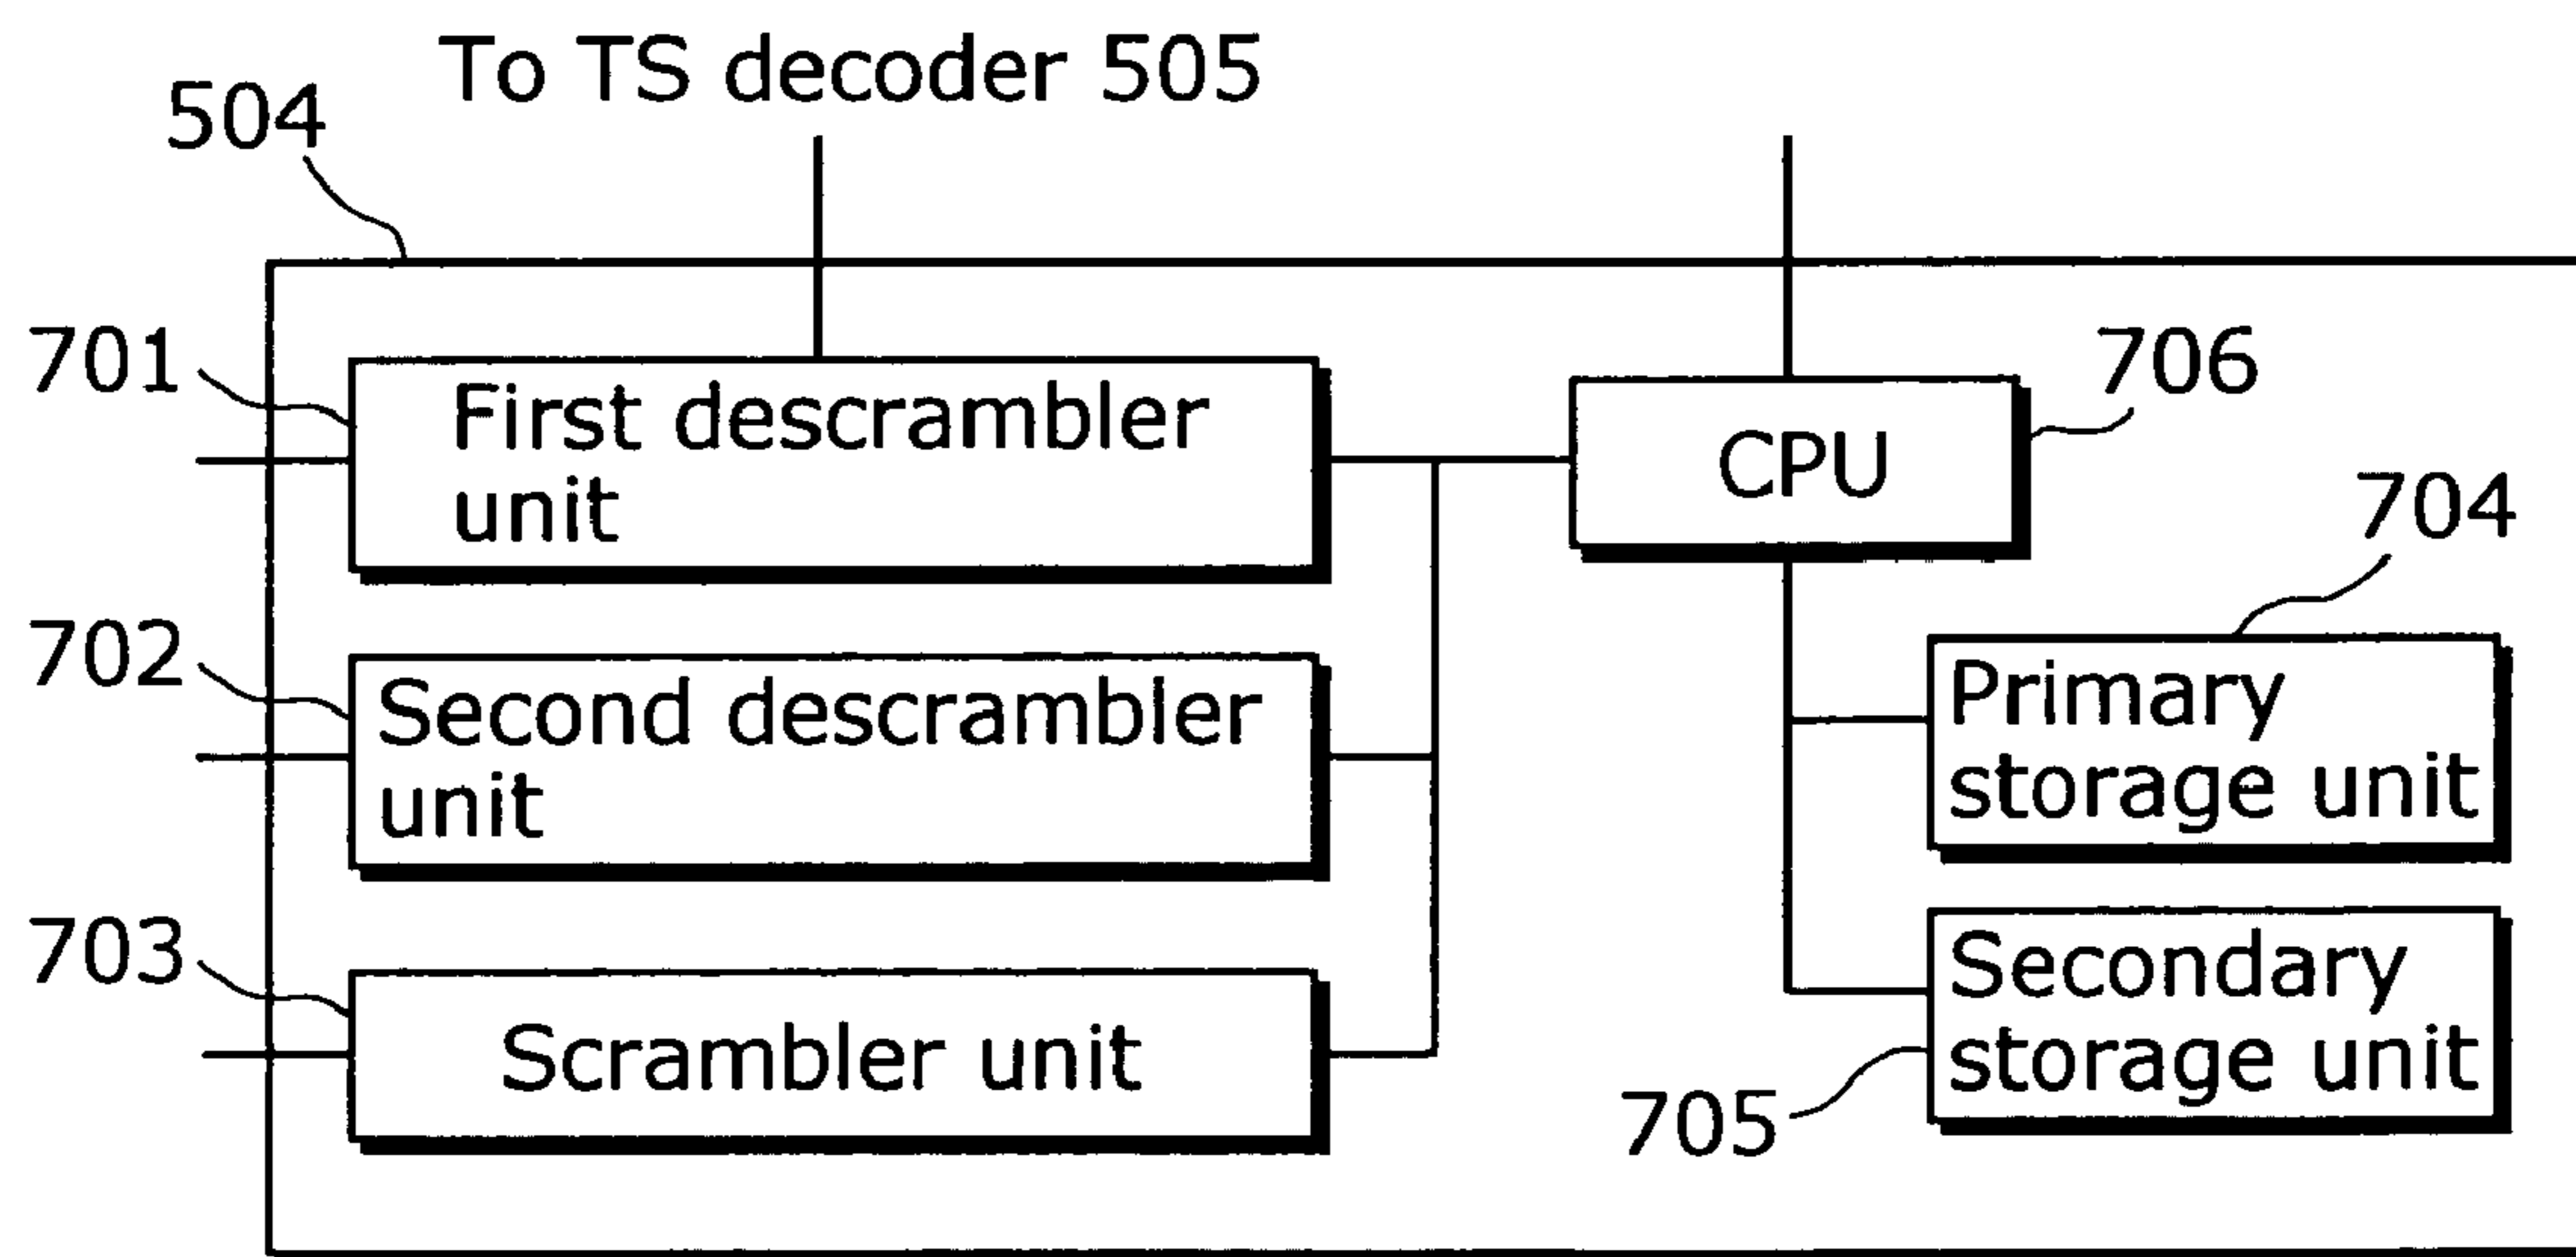 To TS decoder 505
504
701
First descrambler
unit
CPU
706
704
702
Second descrambler
unit
Primary
storage unit
703
Scrambler unit
Secondary
storage unit
705